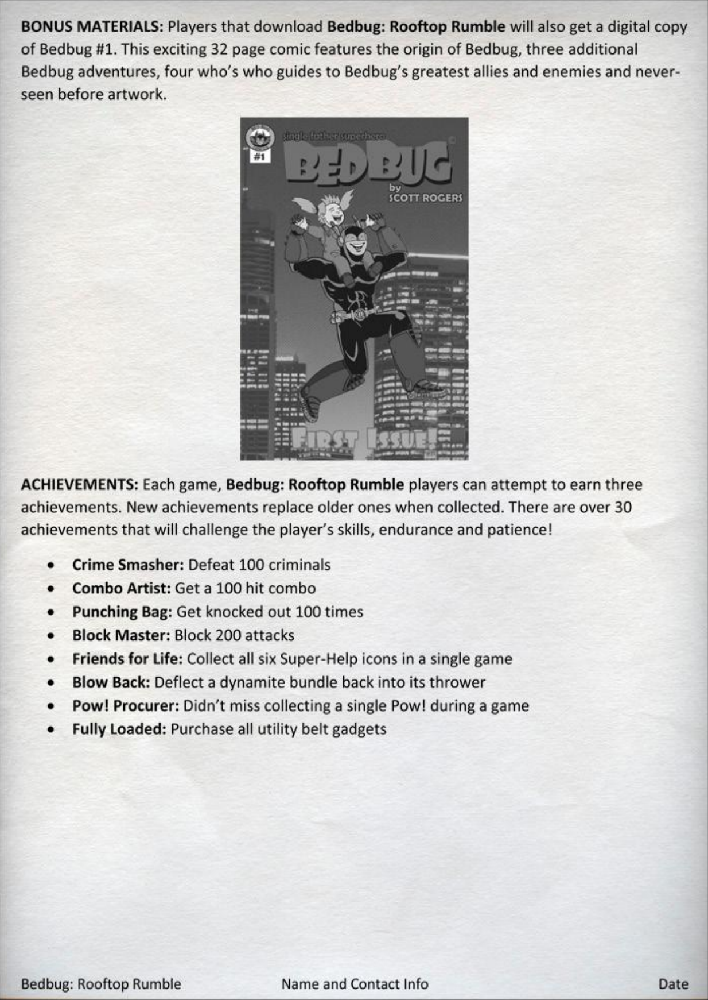 BONUS MATERIALS: Players that download Bedbug: Rooftop Rumble will also get a digital copy
of Bedbug #1. This exciting 32 page comic features the origin of Bedbug, three additional
Bedbug adventures, four who's who guides to Bedbug's greatest allies and enemies and never-
seen before artwork.
single father superhero
#1
BEDBUG
by
SCOTT ROGERS
FIRST ISSUE!
ACHIEVEMENTS: Each game, Bedbug: Rooftop Rumble players can attempt to earn three
achievements. New achievements replace older ones when collected. There are over 30
achievements that will challenge the player's skills, endurance and patience!
• Crime Smasher: Defeat 100 criminals
• Combo Artist: Get a 100 hit combo
• Punching Bag: Get knocked out 100 times
• Block Master: Block 200 attacks
• Friends for Life: Collect all six Super-Help icons in a single game
• Blow Back: Deflect a dynamite bundle back into its thrower
• Pow! Procurer: Didn't miss collecting a single Pow! during a game
• Fully Loaded: Purchase all utility belt gadgets
Bedbug: Rooftop Rumble Name and Contact Info Date